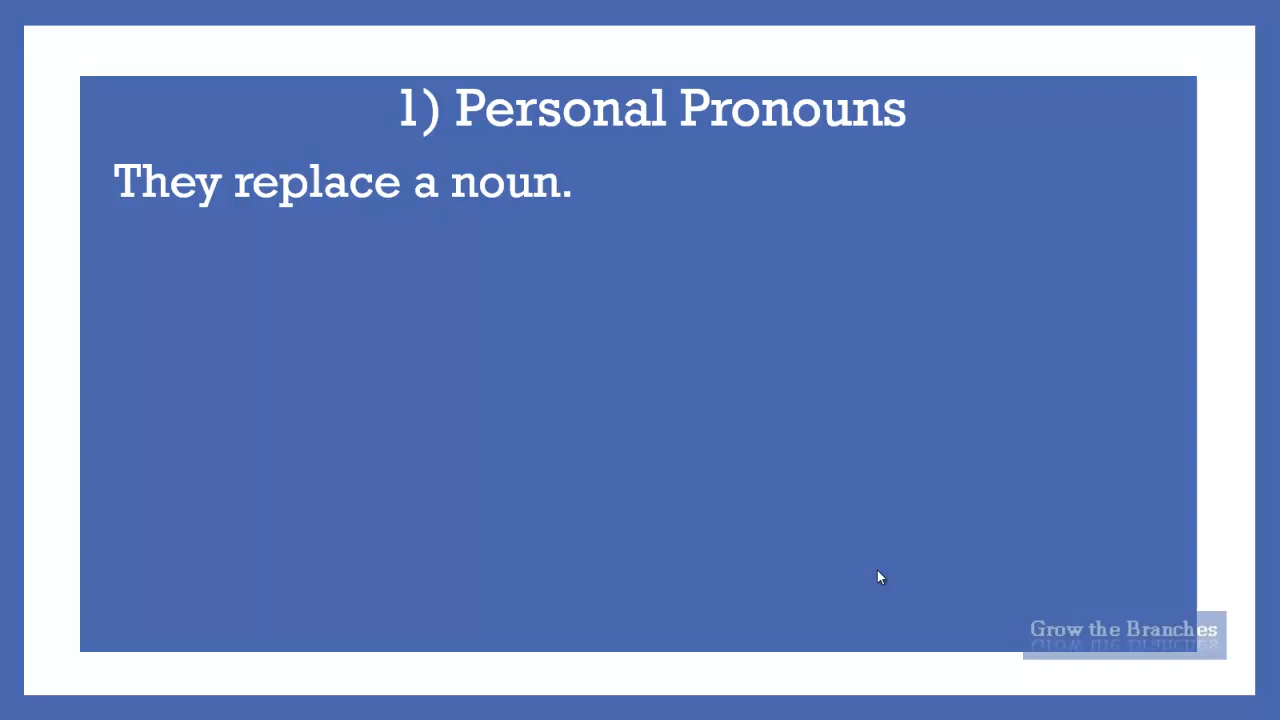 1) Personal Pronouns
They replace a noun.
Grow the Branches